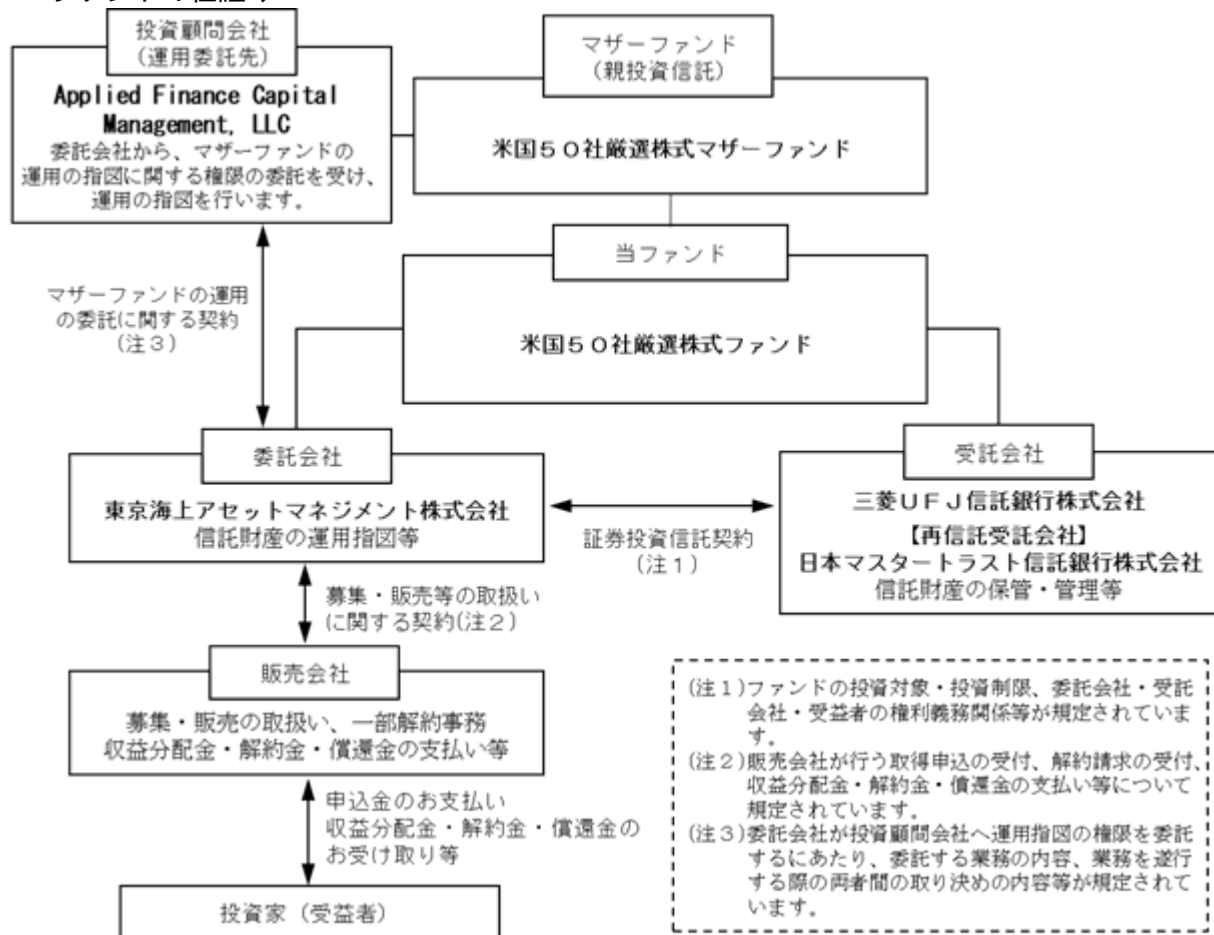 ファンドの仕組み
投資顧問会社
(運用委託先)
Applied Finance Capital
Management, LLC
委託会社から、マザーファンドの
運用の指図に関する権限の委託を受け、
運用の指図を行います。
マザーファンド
(親投資信託)
米国50社厳選株式マザーファンド
当ファンド
米国50社厳選株式ファンド
マザーファンドの運用
の委託に関する契約
(注3)
委託会社
東京海上アセットマネジメント株式会社
信託財産の運用指図等
証券投資信託契約
(注1)
受託会社
三菱UFJ信託銀行株式会社
【再信託受託会社】
日本マスタートラスト信託銀行株式会社
信託財産の保管・管理等
募集・販売等の取扱い
に関する契約(注2)
販売会社
募集・販売の取扱い、一部解約事務
収益分配金・解約金・償還金の支払い等
申込金のお支払い
収益分配金・解約金・償還金の
お受け取り等
投資家(受益者)
(注1)ファンドの投資対象・投資制限、委託会社・受託
会社・受益者の権利義務関係等が規定されていま
す。
(注2)販売会社が行う取得申込の受付、解約請求の受付、
収益分配金・解約金・償還金の支払い等について
規定されています。
(注3)委託会社が投資顧問会社へ運用指図の権限を委託
するにあたり、委託する業務の内容、業務を遂行
する際の両者間の取り決めの内容等が規定されて
います。